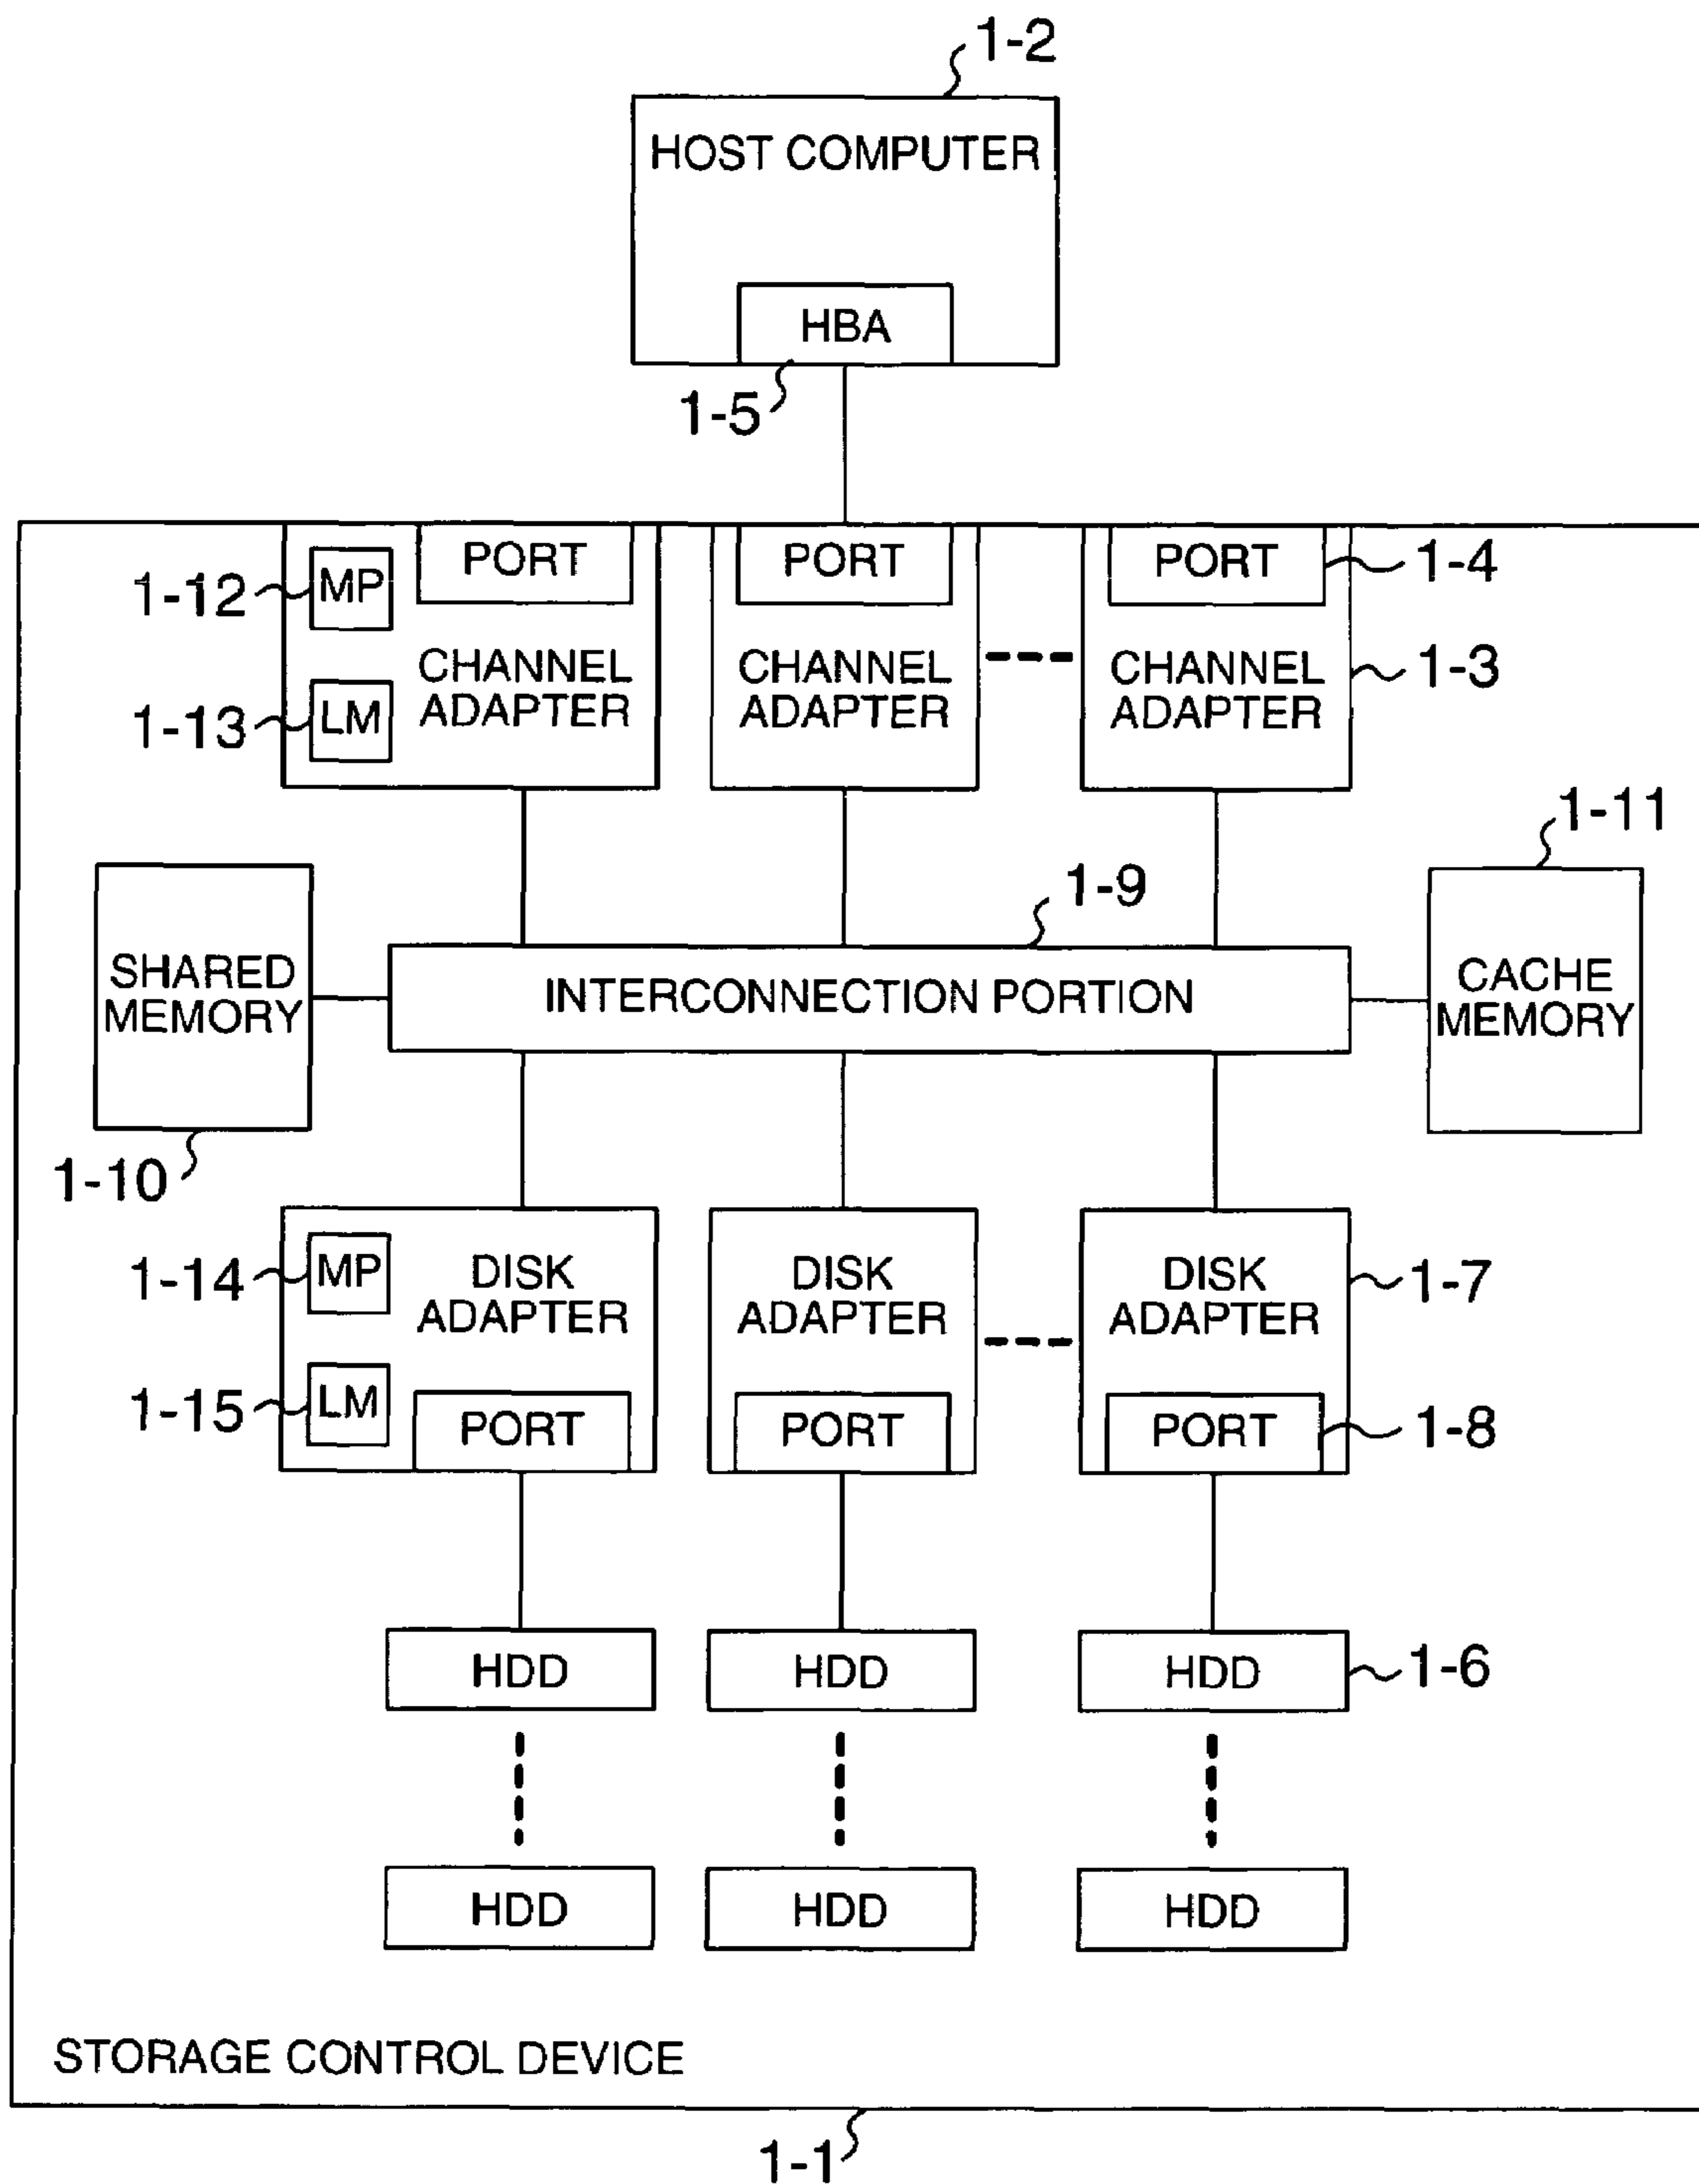 1-2
HOST COMPUTER
HBA
1-5
PORT
PORT
PORT
1-4
1-12
MP
CHANNEL
ADAPTER
CHANNEL
ADAPTER
CHANNEL
ADAPTER
1-3
1-13
LM
1-11
1-9
SHARED
MEMORY
INTERCONNECTION PORTION
CACHE
MEMORY
1-10
1-14
MP
DISK
ADAPTER
DISK
ADAPTER
DISK
ADAPTER
1-7
1-15
LM
PORT
PORT
PORT
1-8
HDD
HDD
HDD
1-6
HDD
HDD
HDD
STORAGE CONTROL DEVICE
1-1